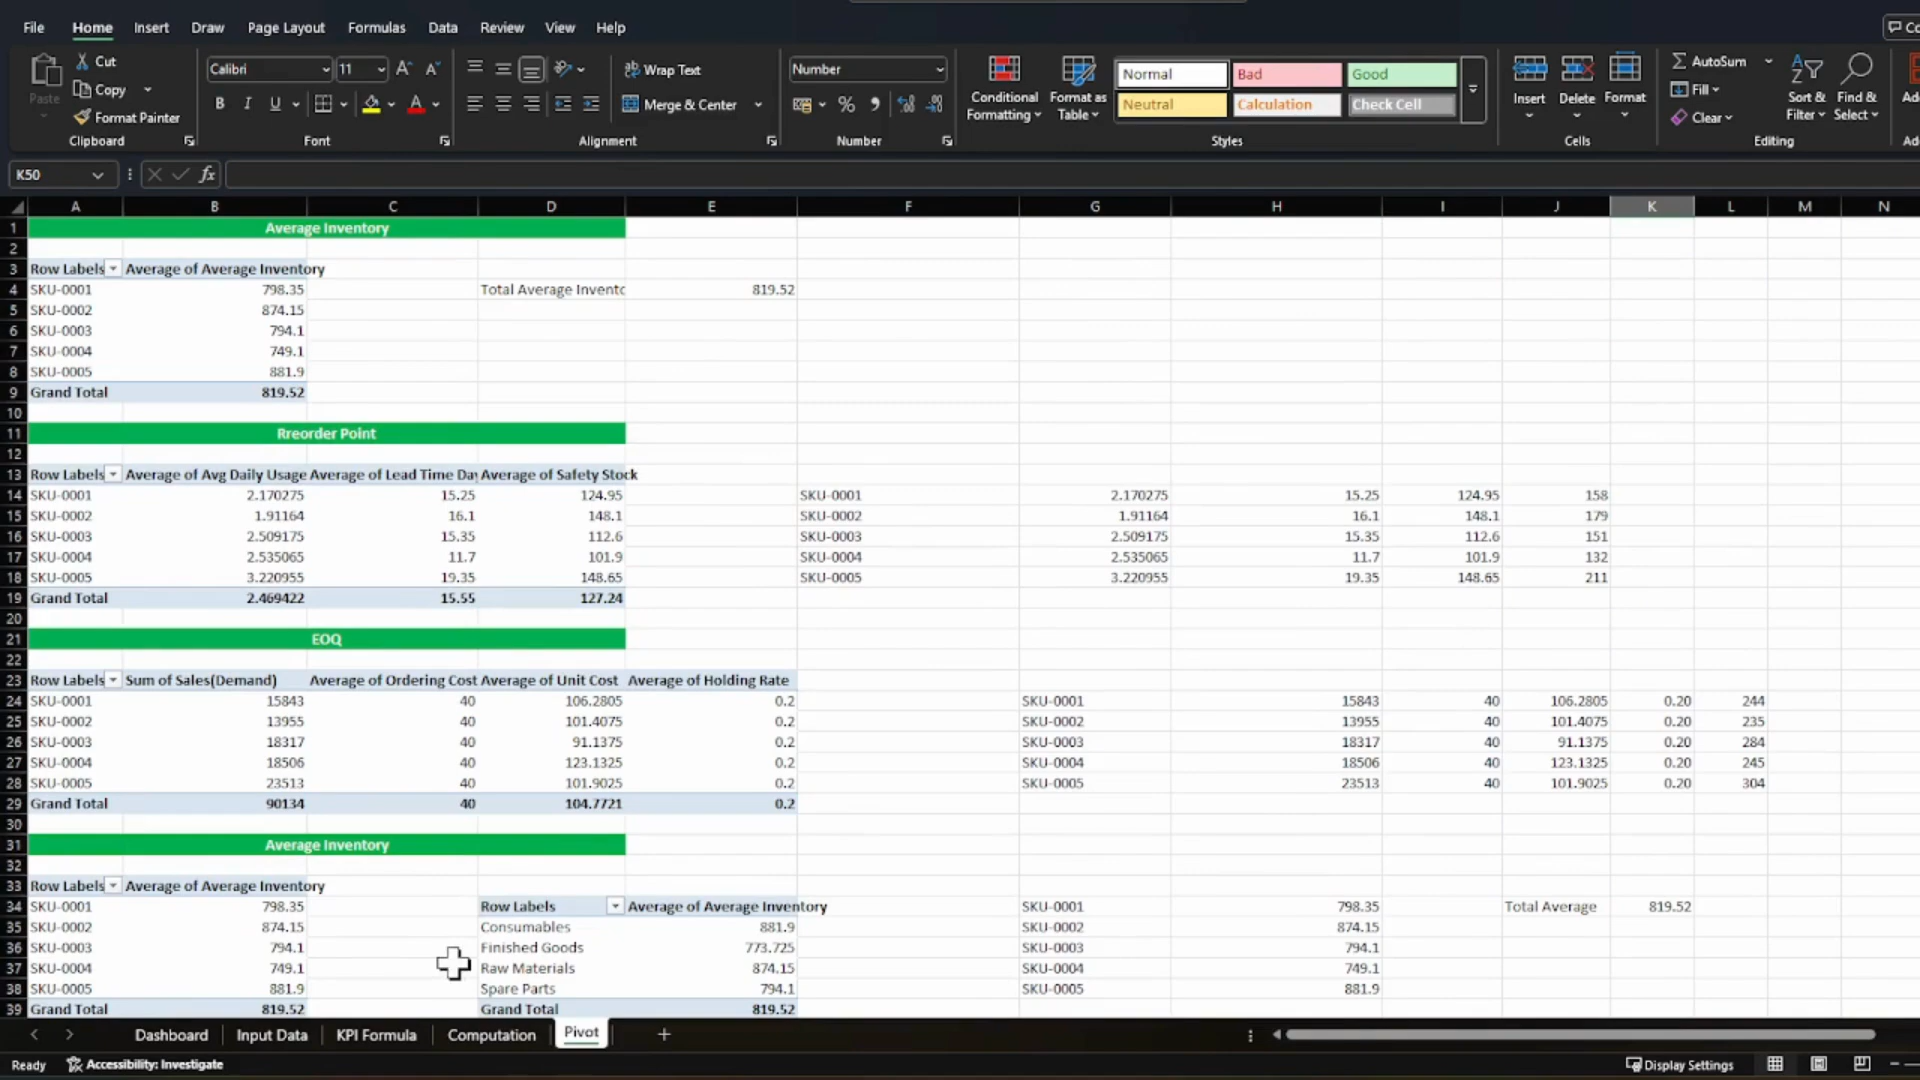 File Home Insert Draw Page Layout Formulas Data Review View Help
Cut
Copy
Format Painter
Paste
Clipboard
Calibri 11
B I U
Font
Wrap Text
Merge & Center
Alignment
Number
Number
Conditional Formatting
Format as Table
Normal Bad Good
Neutral Calculation Check Cell
Styles
Insert Delete Format
Cells
AutoSum
Fill
Clear
Sort & Filter
Find & Select
Editing
K50 fx
A B C D E F G H I J K L M N
1 Average Inventory
2
3 Row Labels Average of Average Inventory
4 SKU-0001 798.35 Total Average Invento 819.52
5 SKU-0002 874.15
6 SKU-0003 794.1
7 SKU-0004 749.1
8 SKU-0005 881.9
9 Grand Total 819.52
10
11 Rreorder Point
12
13 Row Labels Average of Avg Daily Usage Average of Lead Time Day Average of Safety Stock
14 SKU-0001 2.170275 15.25 124.95 SKU-0001 2.170275 15.25 124.95 158
15 SKU-0002 1.91164 16.1 148.1 SKU-0002 1.91164 16.1 148.1 179
16 SKU-0003 2.509175 15.35 112.6 SKU-0003 2.509175 15.35 112.6 151
17 SKU-0004 2.535065 11.7 101.9 SKU-0004 2.535065 11.7 101.9 132
18 SKU-0005 3.220955 19.35 148.65 SKU-0005 3.220955 19.35 148.65 211
19 Grand Total 2.469422 15.55 127.24
20
21 EOQ
22
23 Row Labels Sum of Sales(Demand) Average of Ordering Cost Average of Unit Cost Average of Holding Rate
24 SKU-0001 15843 40 106.2805 0.2 SKU-0001 15843 40 106.2805 0.20 244
25 SKU-0002 13955 40 101.4075 0.2 SKU-0002 13955 40 101.4075 0.20 235
26 SKU-0003 18317 40 91.1375 0.2 SKU-0003 18317 40 91.1375 0.20 284
27 SKU-0004 18506 40 123.1325 0.2 SKU-0004 18506 40 123.1325 0.20 245
28 SKU-0005 23513 40 101.9025 0.2 SKU-0005 23513 40 101.9025 0.20 304
29 Grand Total 90134 40 104.7721 0.2
30
31 Average Inventory
32
33 Row Labels Average of Average Inventory
34 SKU-0001 798.35 Row Labels Average of Average Inventory SKU-0001 798.35 Total Average 819.52
35 SKU-0002 874.15 Consumables 881.9 SKU-0002 874.15
36 SKU-0003 794.1 Finished Goods 773.725 SKU-0003 794.1
37 SKU-0004 749.1 Raw Materials 874.15 SKU-0004 749.1
38 SKU-0005 881.9 Spare Parts 794.1 SKU-0005 881.9
39 Grand Total 819.52 Grand Total 819.52
Dashboard Input Data KPI Formula Computation Pivot
Ready Accessibility: Investigate Display Settings